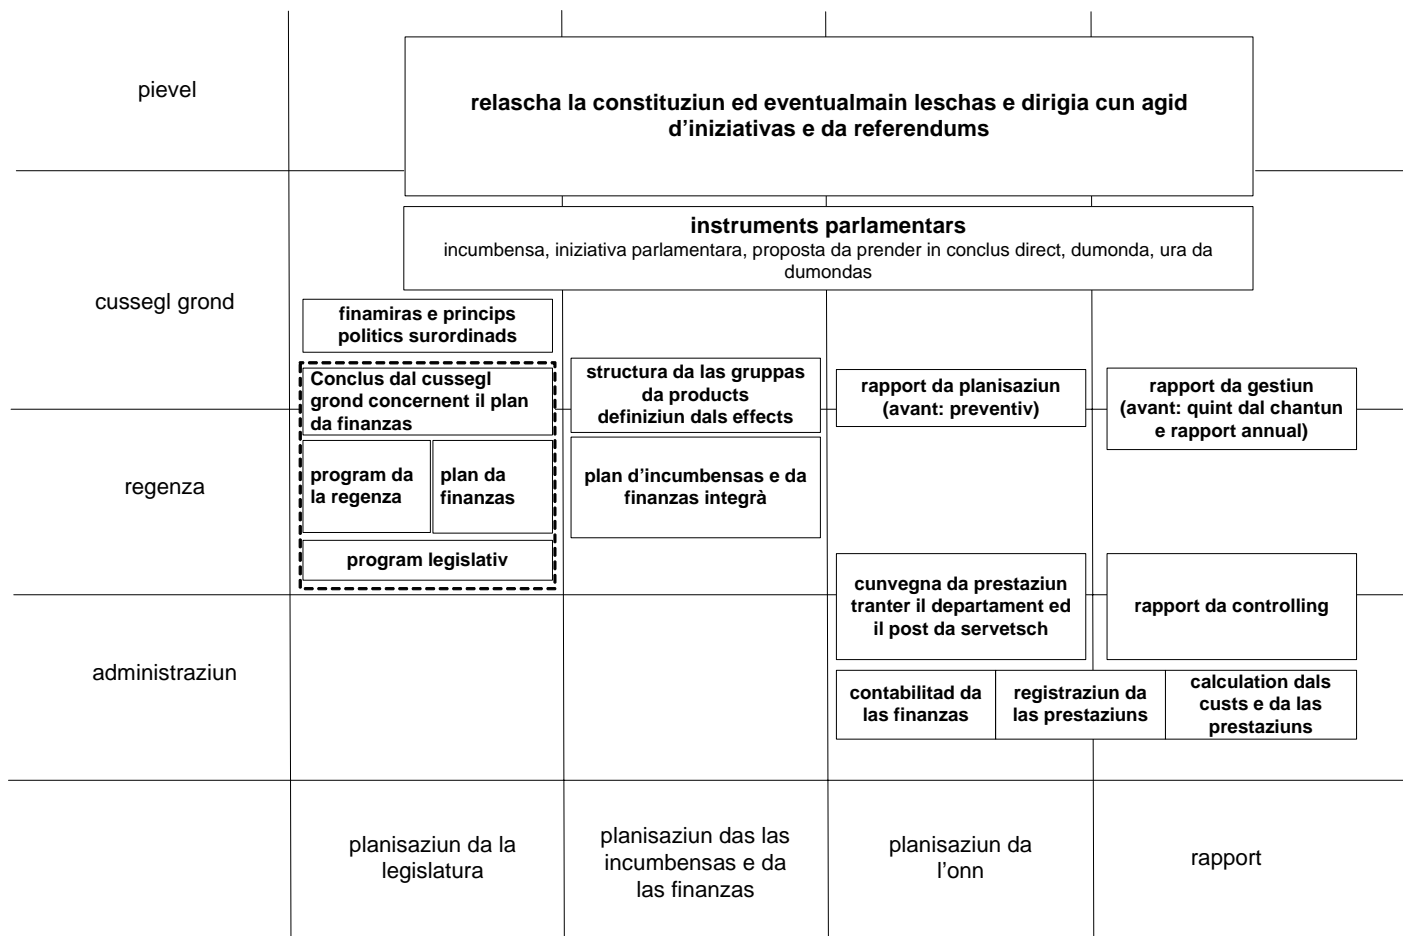 pievel
relascha la constituziun ed eventualmain leschas e dirigia cun agid
d’iniziativas e da referendums
instruments parlamentars
incumbensa, iniziativa parlamentara, proposta da prender in conclus direct, dumonda, ura da
dumondas
cussegl grond
finamiras e princips
politics surordinads
Conclus dal cussegl
grond concernent il plan
da finanzas
structura da las gruppas
da products
definiziun dals effects
rapport da planisaziun
(avant: preventiv)
rapport da gestiun
(avant: quint dal chantun
e rapport annual)
regenza
program da
la regenza
plan da
finanzas
plan d’incumbensas e da
finanzas integrà
program legislativ
cunvegna da prestaziun
tranter il departament ed
il post da servetsch
rapport da controlling
administraziun
contabilitad da
las finanzas
registraziun da
las prestaziuns
calculation dals
custs e da las
prestaziuns
planisaziun da la
legislatura
planisaziun das las
incumbensas e da
las finanzas
planisaziun da
l’onn
rapport